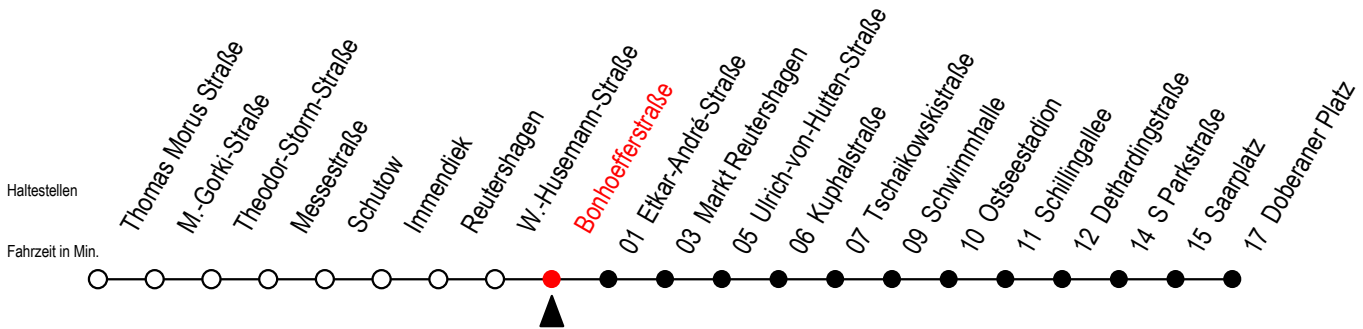 Haltestellen
Fahrzeit in Min.
Thomas Morus Straße
M.-Gorki-Straße
Theodor-Storm-Straße
Messestraße
Schutow
Immendiek
Reutershagen
W.-Husemann-Straße
Bonhoefferstraße
01 Etkar-André-Straße
03 Markt Reutershagen
05 Ulrich-von-Hutten-Straße
06 Kuphalstraße
07 Tschaikowskistraße
09 Schwimmhalle
10 Ostseestadion
11 Schillingallee
12 Dethardingstraße
14 S Parkstraße
15 Saarplatz
17 Doberaner Platz